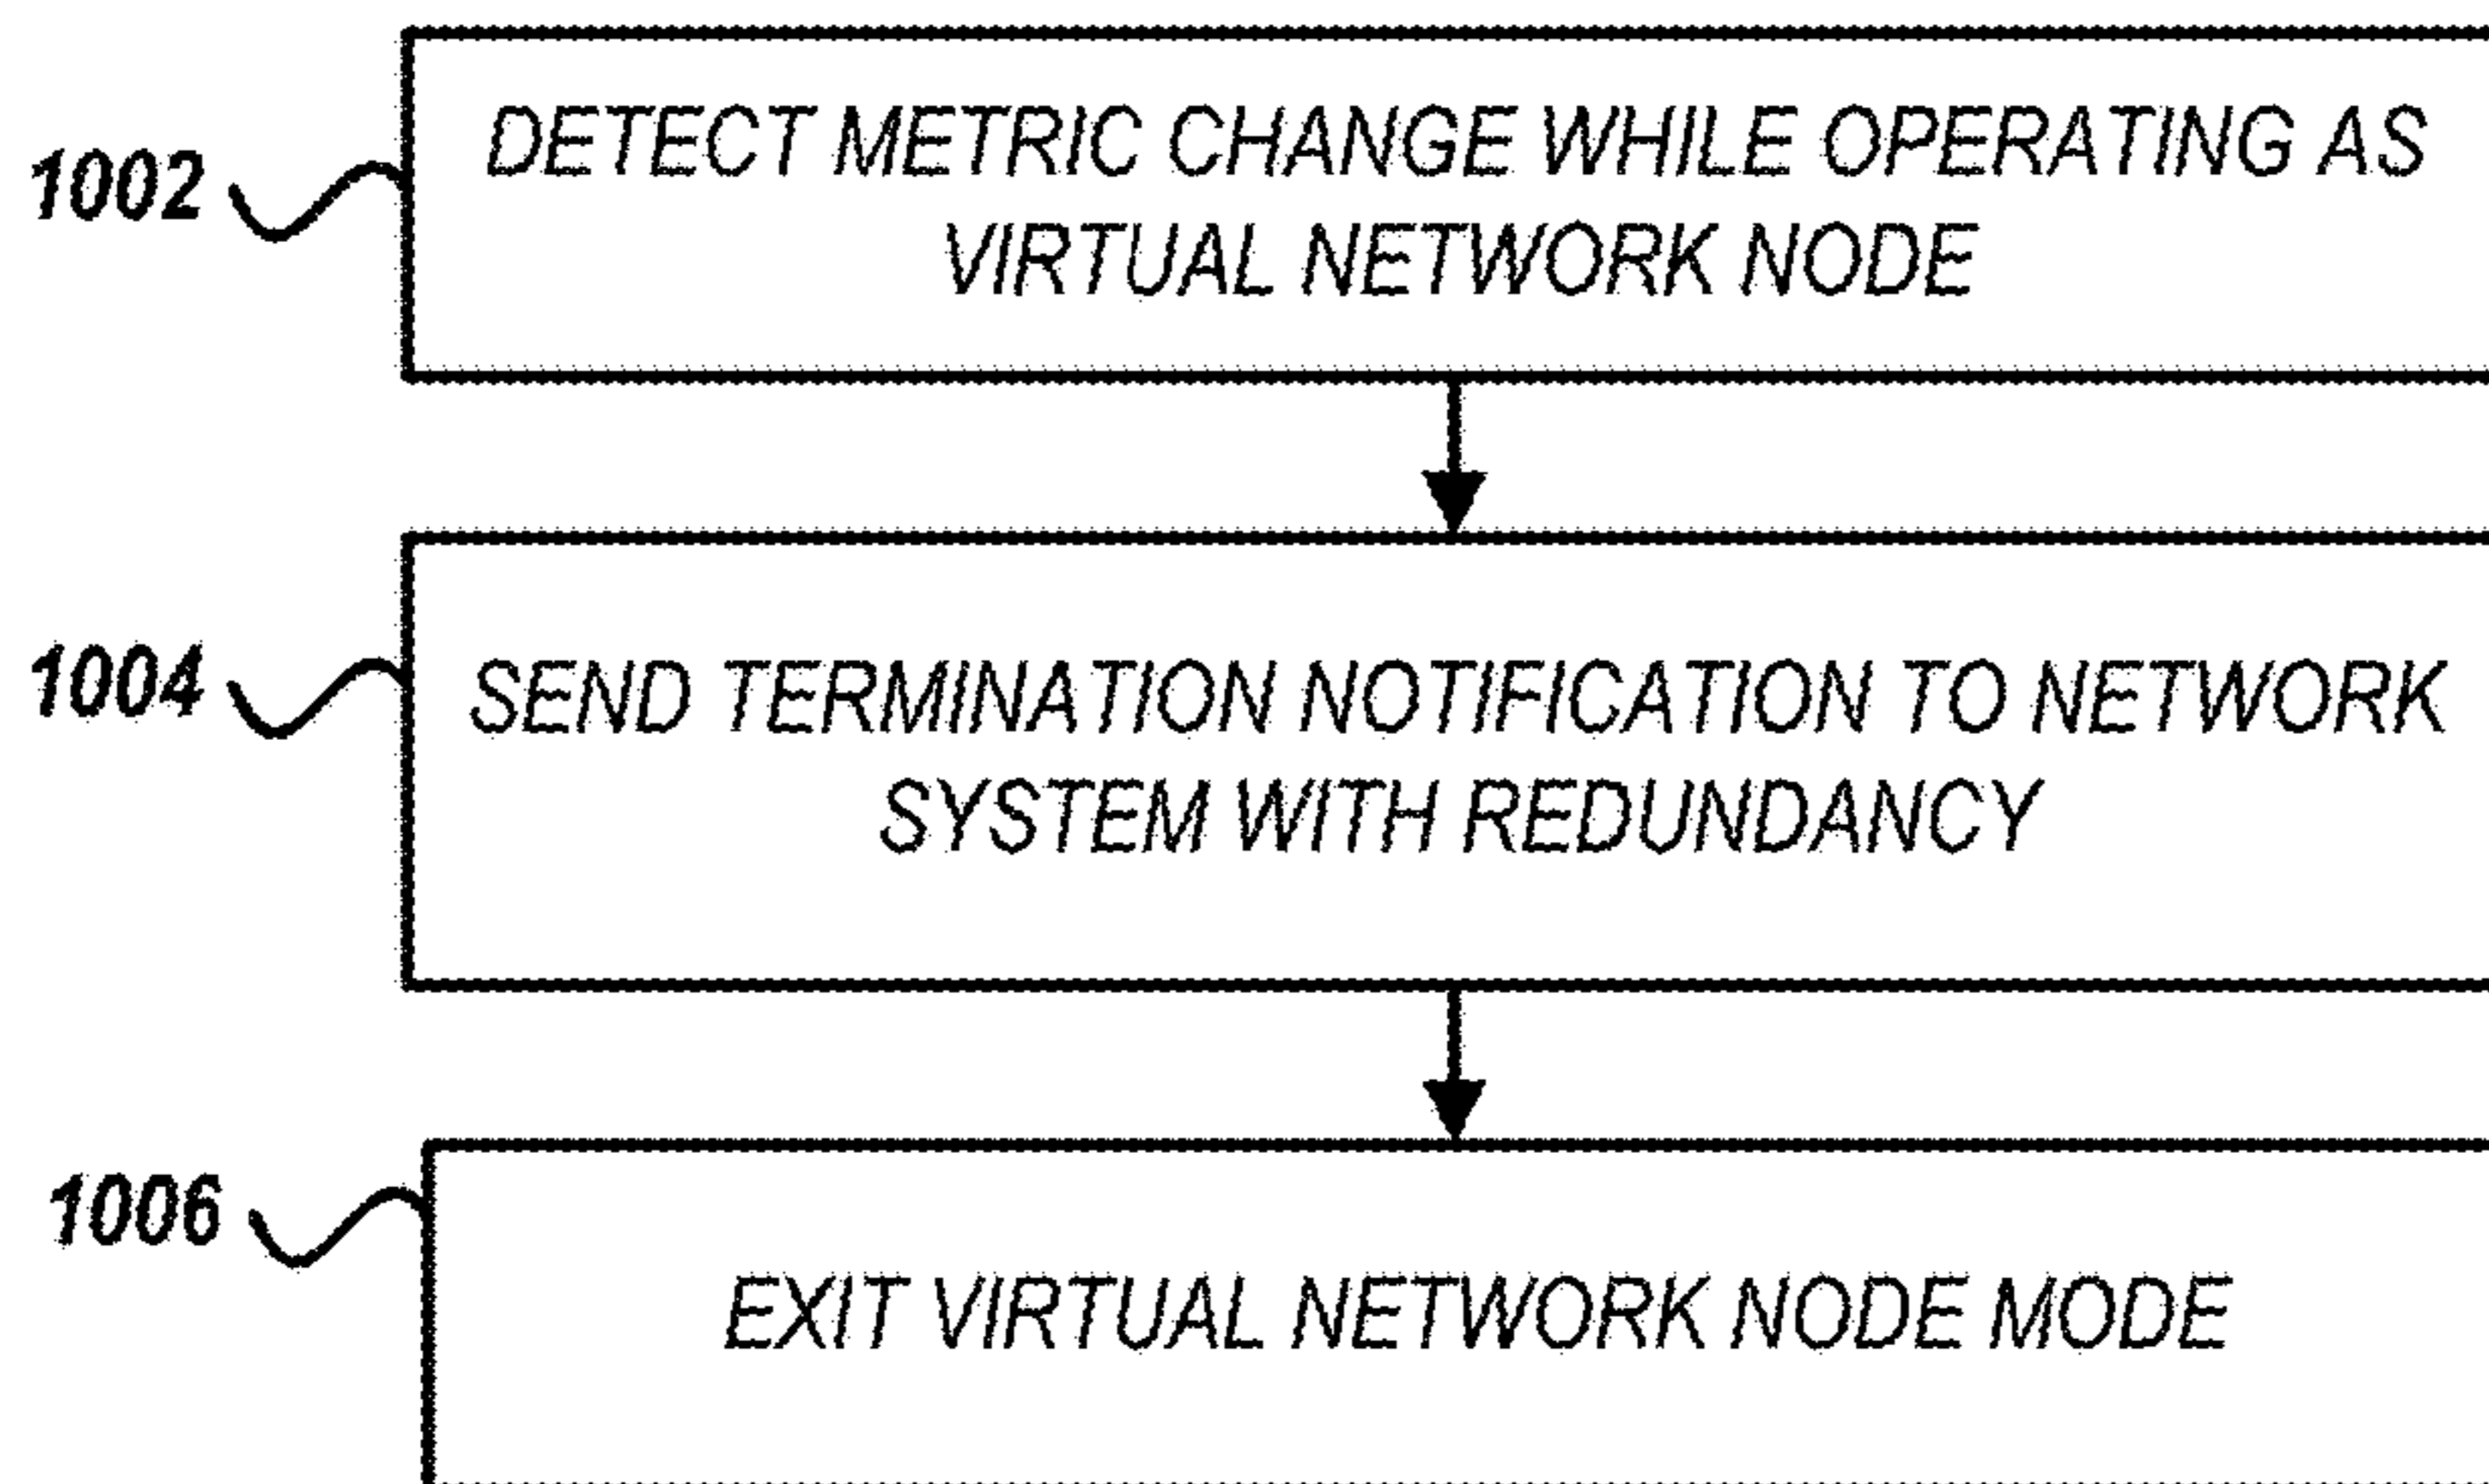 1002
DETECT METRIC CHANGE WHILE OPERATING AS
VIRTUAL NETWORK NODE
1004
SEND TERMINATION NOTIFICATION TO NETWORK
SYSTEM WITH REDUNDANCY
1006
EXIT VIRTUAL NETWORK NODE MODE